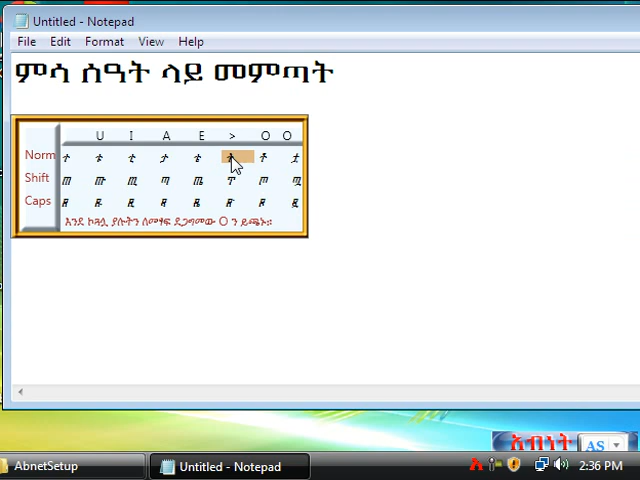 Untitled - Notepad
File Edit Format View Help
ምሳ ሰዓት ላይ መምጣት
U I A E > O O
Norm ተ ቱ ቲ ታ ቴ ት ቶ ቷ
Shift ጠ ጡ ጢ ጣ ጤ ጥ ጦ ጧ
Caps ጸ ጹ ጺ ጻ ጼ ጽ ጾ ጿ
እንደ ኮጓሏ ያሉትን ለመፃፍ ደጋግመው O ን ይጫኑ።
አብነት AS
AbnetSetup Untitled - Notepad 2:36 PM